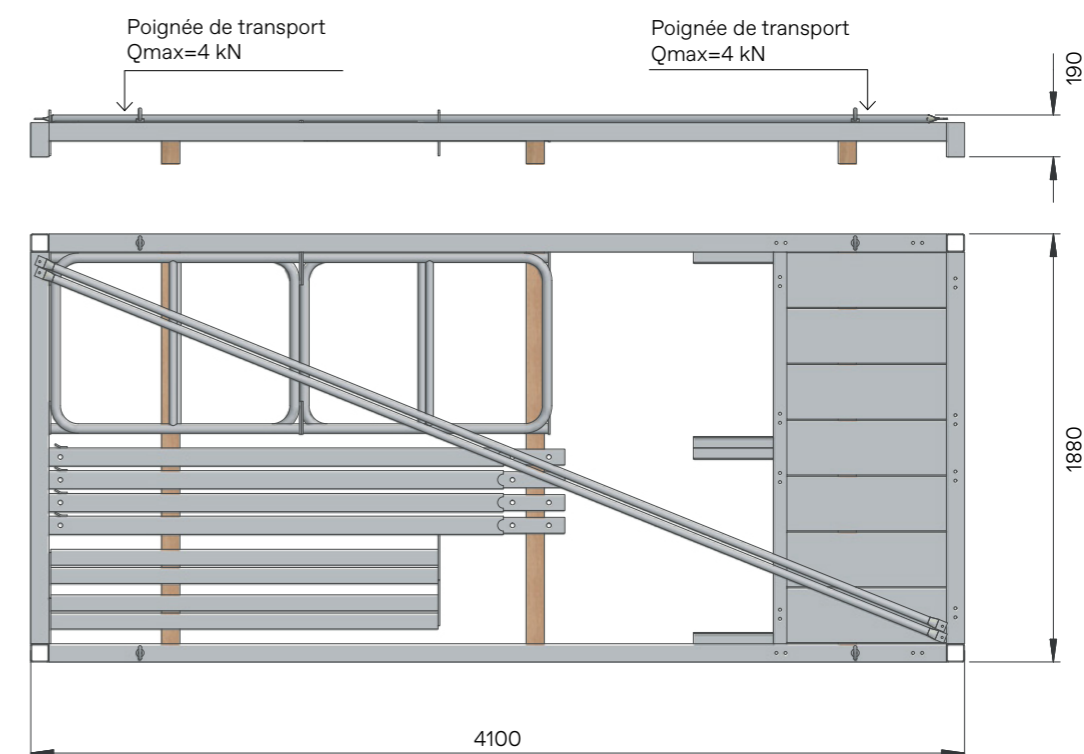 Poignée de transport
Qmax=4 kN
Poignée de transport
Qmax=4 kN
190
1880
4100